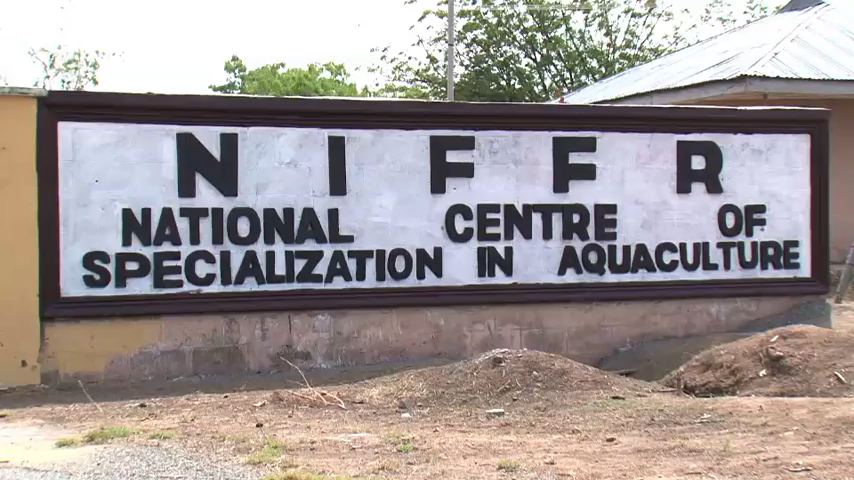 NIFFR
NATIONAL CENTRE OF
SPECIALIZATION IN AQUACULTURE